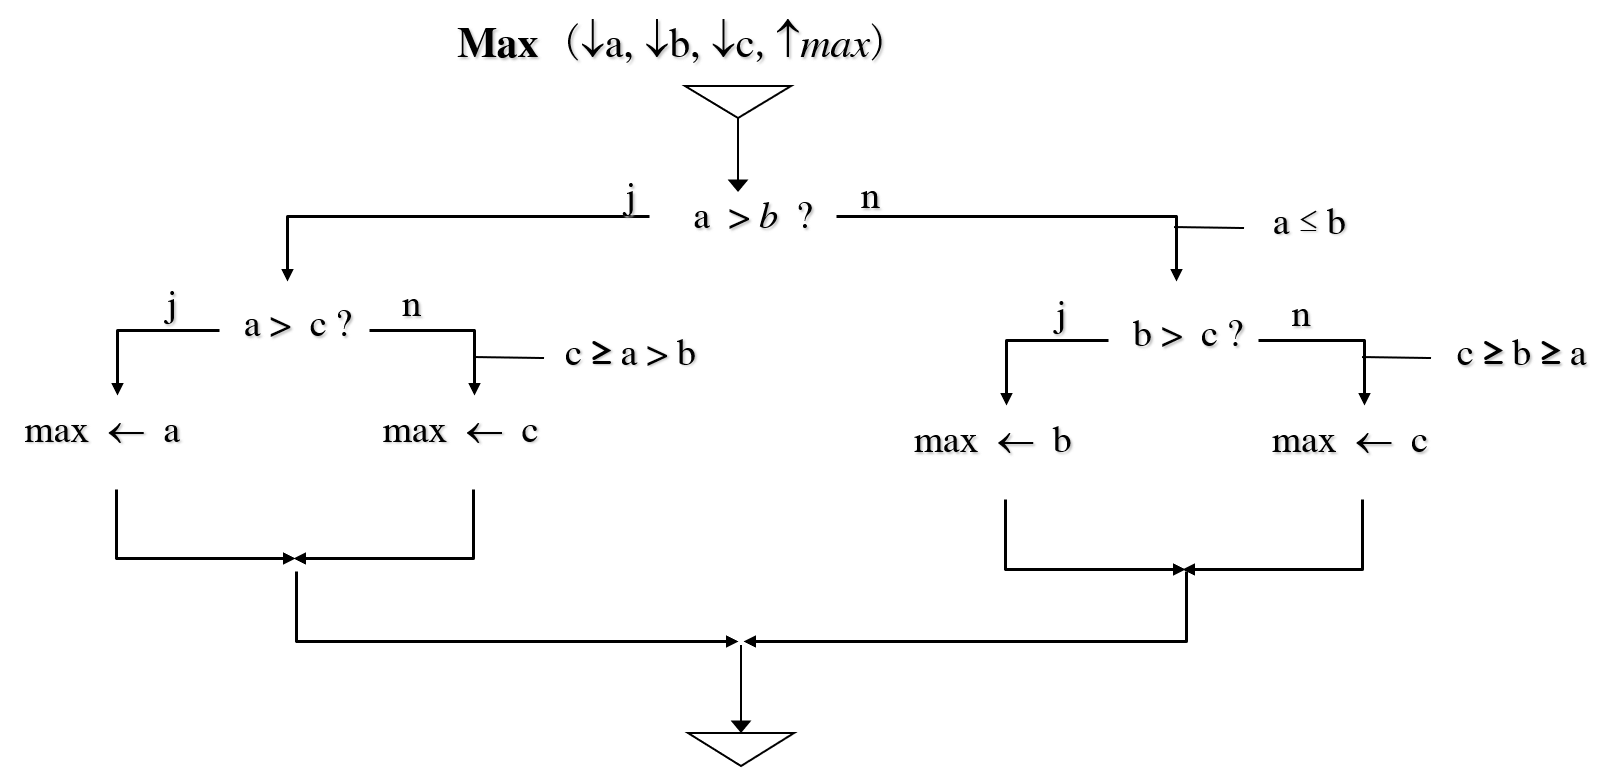 Max (↓a, ↓b, ↓c, ↑max)
j a > b ? n
a ≤ b
j a > c ? n
j b > c ? n
c ≥ a > b
c ≥ b ≥ a
max ← a
max ← c
max ← b
max ← c